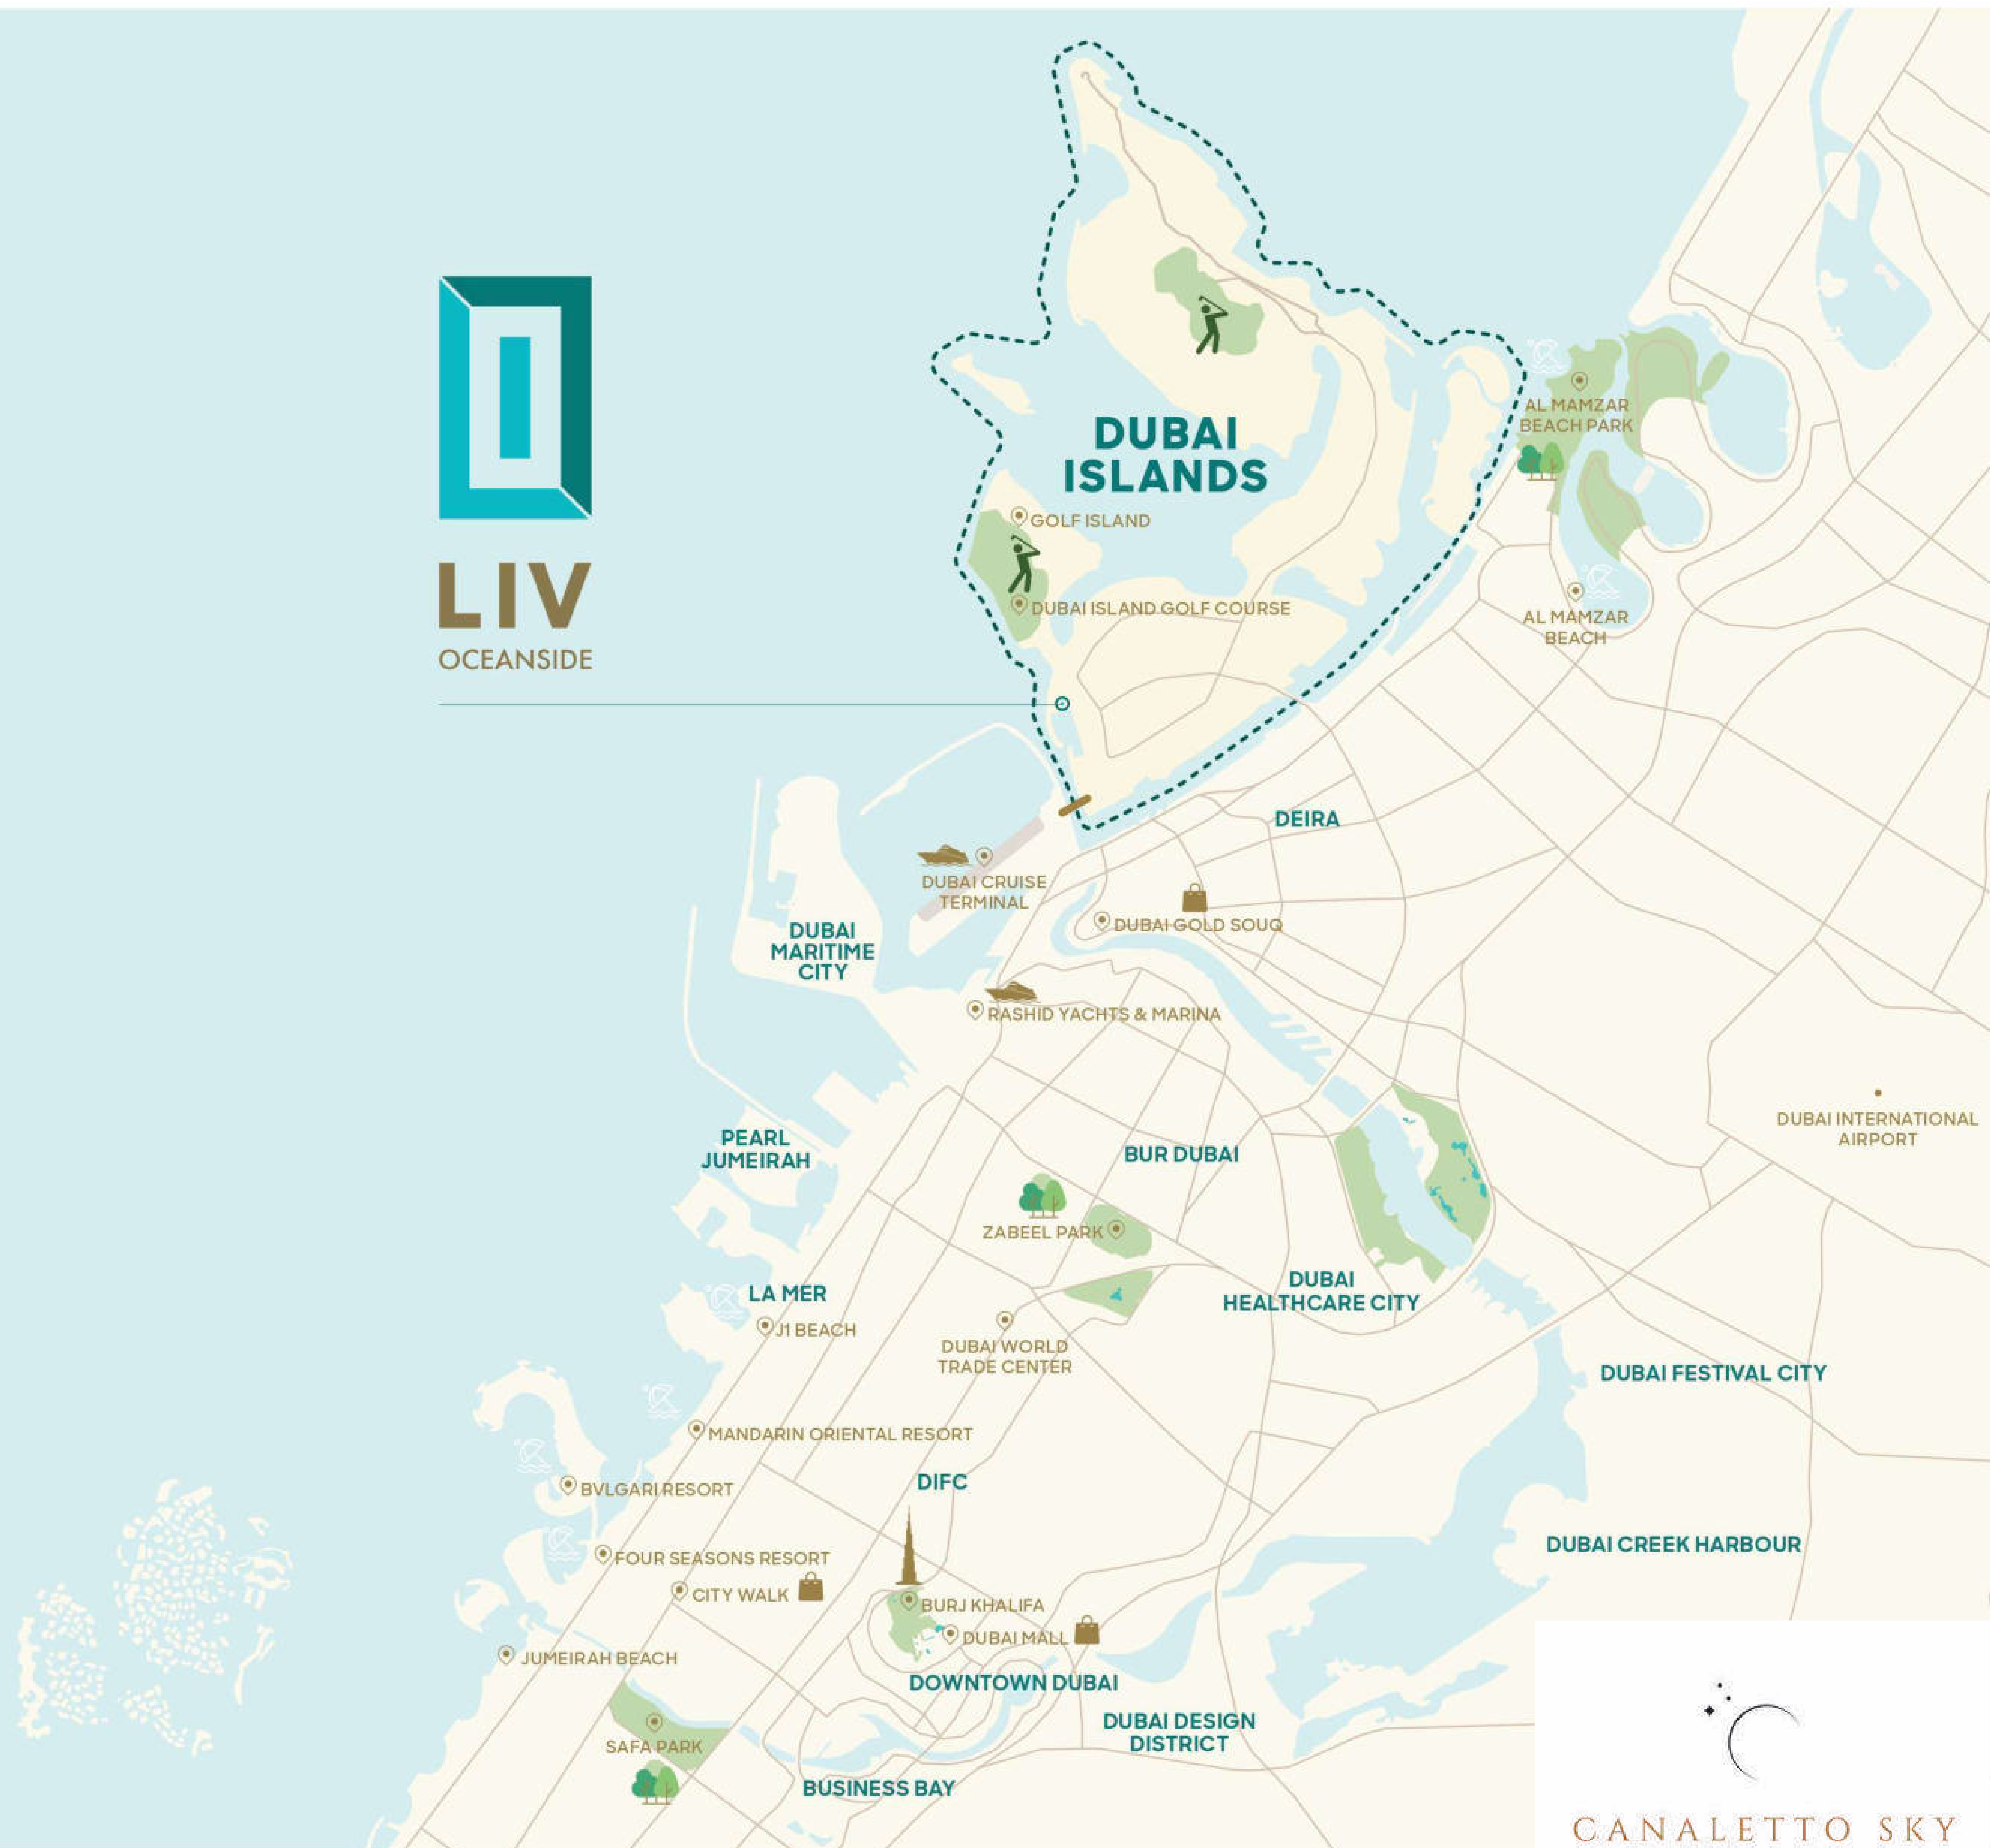 LIV
OCEANSIDE
DUBAI
ISLANDS
GOLF ISLAND
DUBAI ISLAND GOLF COURSE
AL MAMZAR
BEACH PARK
AL MAMZAR
BEACH
DEIRA
DUBAI CRUISE
TERMINAL
DUBAI GOLD SOUQ
DUBAI
MARITIME
CITY
RASHID YACHTS & MARINA
DUBAI INTERNATIONAL
AIRPORT
PEARL
JUMEIRAH
BUR DUBAI
ZABEEL PARK
DUBAI
HEALTHCARE CITY
LA MER
J1 BEACH
DUBAI WORLD
TRADE CENTER
DUBAI FESTIVAL CITY
MANDARIN ORIENTAL RESORT
DIFC
BVLGARI RESORT
DUBAI CREEK HARBOUR
FOUR SEASONS RESORT
CITY WALK
BURJ KHALIFA
DUBAI MALL
JUMEIRAH BEACH
DOWNTOWN DUBAI
DUBAI DESIGN
DISTRICT
SAFA PARK
BUSINESS BAY
CANALETTO SKY